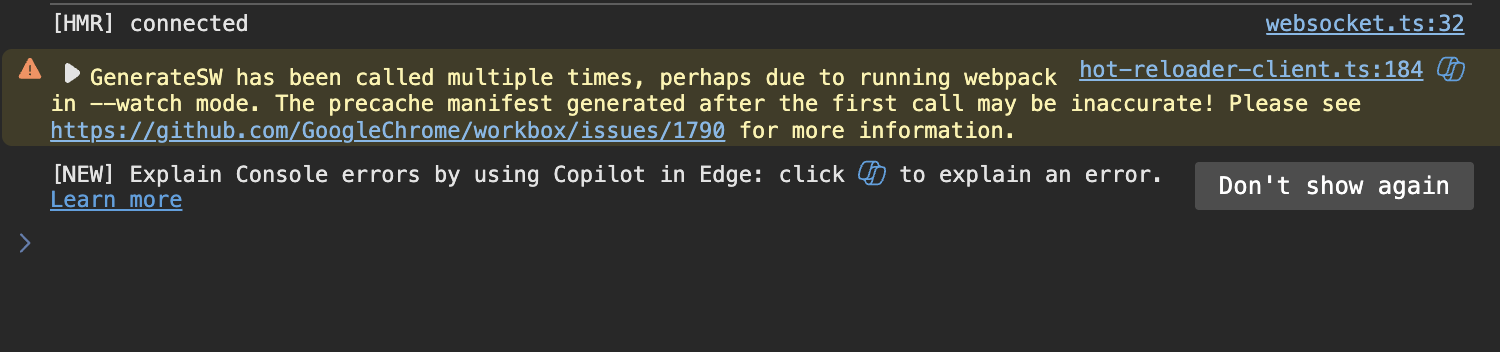 [HMR] connected websocket.ts:32
GenerateSW has been called multiple times, perhaps due to running webpack hot-reloader-client.ts:184
in --watch mode. The precache manifest generated after the first call may be inaccurate! Please see
https://github.com/GoogleChrome/workbox/issues/1790 for more information.
[NEW] Explain Console errors by using Copilot in Edge: click to explain an error. Don't show again
Learn more